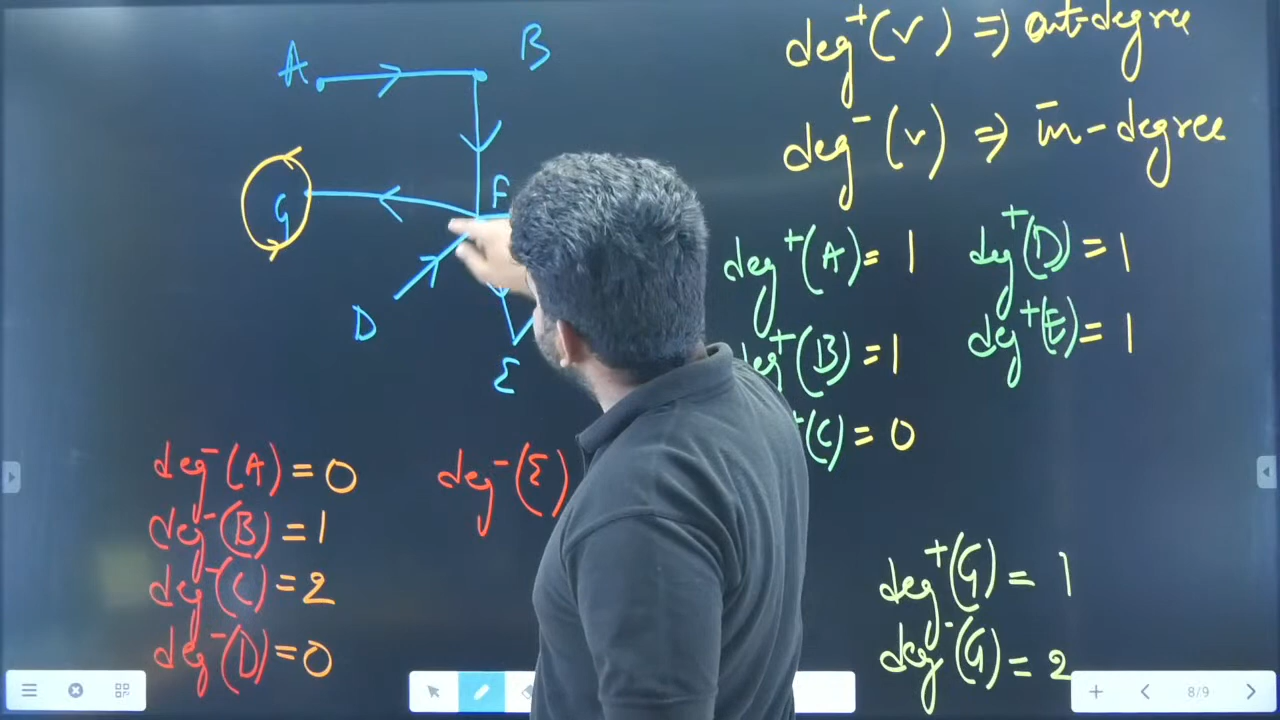 A
B
G
F
D
E
deg⁺(v) ⇒ out-degree
deg⁻(v) ⇒ in-degree
deg⁺(A) = 1
deg⁺(D) = 1
deg⁺(B) = 1
deg⁺(E) = 1
(C) = 0
deg⁻(A) = 0
deg⁻(E)
deg⁻(B) = 1
deg⁻(C) = 2
deg⁻(D) = 0
deg⁺(G) = 1
deg⁻(G) = 2
8/9